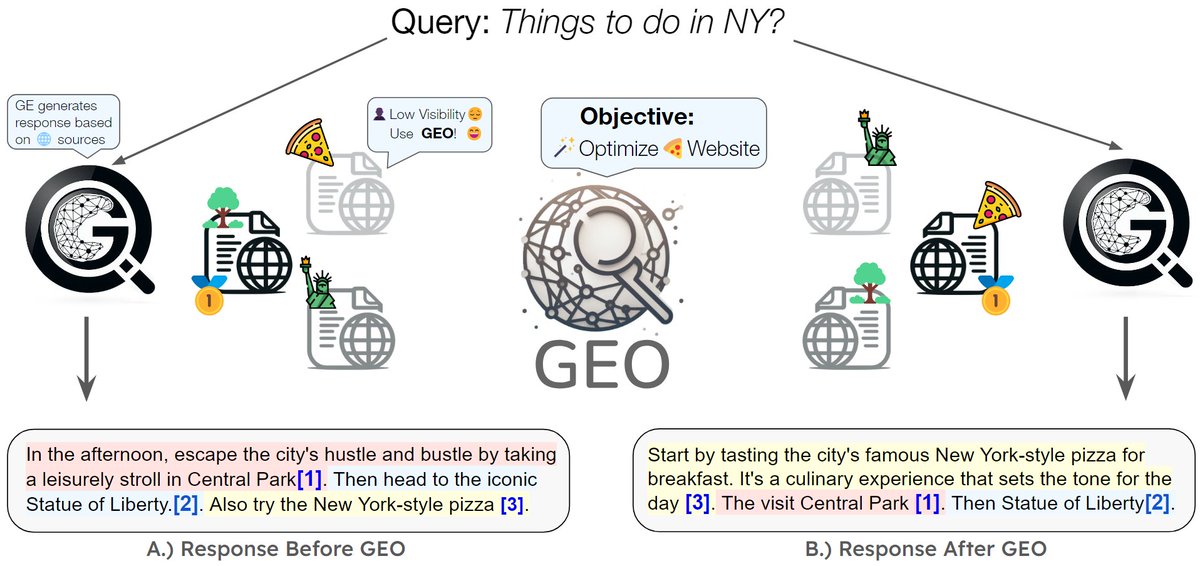 Query: Things to do in NY?
GE generates
response based
on sources
Low Visibility
Use GEO!
Objective:
Optimize Website
G
1
GEO
1
G
In the afternoon, escape the city's hustle and bustle by taking
a leisurely stroll in Central Park[1]. Then head to the iconic
Statue of Liberty.[2]. Also try the New York-style pizza [3].
A.) Response Before GEO
Start by tasting the city's famous New York-style pizza for
breakfast. It's a culinary experience that sets the tone for the
day [3]. The visit Central Park [1]. Then Statue of Liberty[2].
B.) Response After GEO